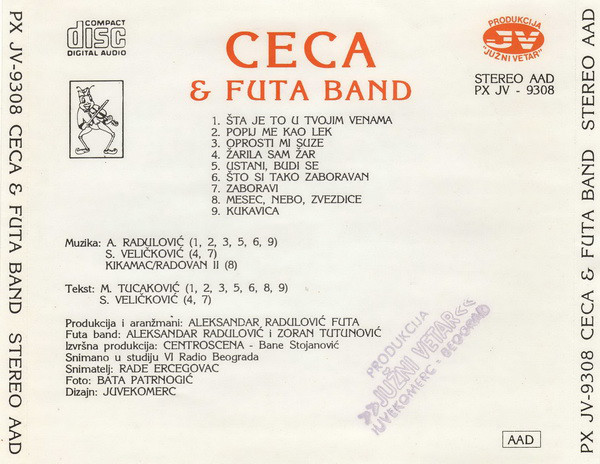 PX JV-9308 CECA & FUTA BAND STEREO AAD
COMPACT
disc
DIGITAL AUDIO
CECA
& FUTA BAND
PRODUKCIJA
JV
"JUŽNI VETAR"
STEREO AAD
PX JV - 9308
1. ŠTA JE TO U TVOJIM VENAMA
2. POPIJ ME KAO LEK
3. OPROSTI MI SUZE
4. ŽARILA SAM ŽAR
5. USTANI, BUDI SE
6. ŠTO SI TAKO ZABORAVAN
7. ZABORAVI
8. MESEC, NEBO, ZVEZDICE
9. KUKAVICA
Muzika: A. RADULOVIĆ (1, 2, 3, 5, 6, 9)
S. VELIČKOVIĆ (4, 7)
KIKAMAC/RADOVAN II (8)
Tekst: M. TUCAKOVIĆ (1, 2, 3, 5, 6, 8, 9)
S. VELIČKOVIĆ (4, 7)
Produkcija i aranžmani: ALEKSANDAR RADULOVIĆ FUTA
Futa band: ALEKSANDAR RADULOVIĆ i ZORAN TUTUNOVIĆ
Izvršna produkcija: CENTROSCENA - Bane Stojanović
Snimano u studiju VI Radio Beograda
Snimatelj: RADE ERCEGOVAC
Foto: BATA PATRNOGIĆ
Dizajn: JUVEKOMERC
PRODUKCIJA
»JUŽNI VETAR«
JUVEKOMERC - BEOGRAD
AAD
PX JV-9308 CECA & FUTA BAND STEREO AAD